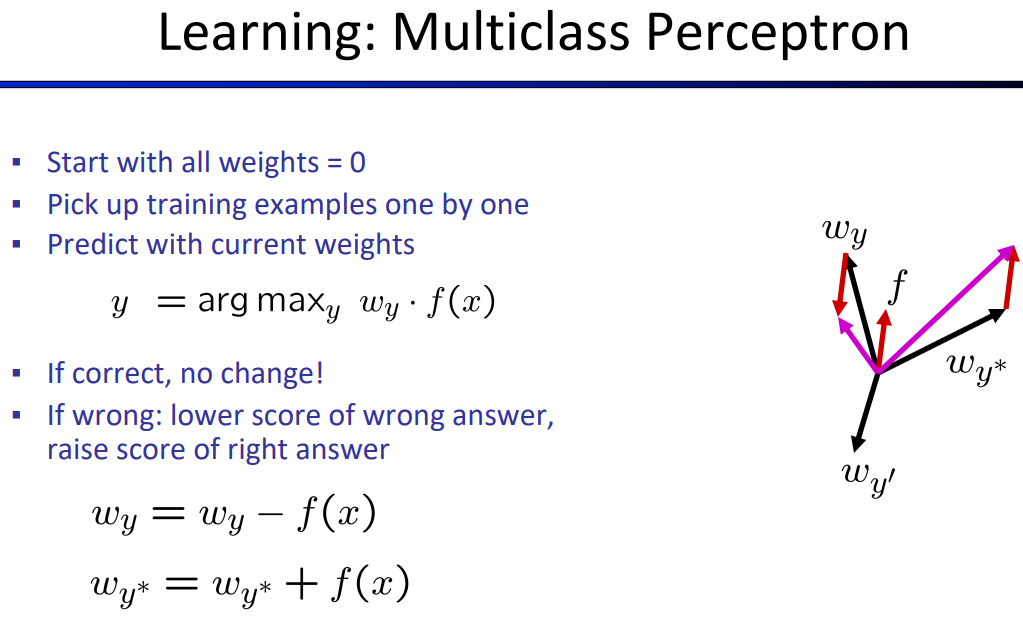 Learning: Multiclass Perceptron
▪ Start with all weights = 0
▪ Pick up training examples one by one
▪ Predict with current weights
y = arg max_y w_y · f(x)
▪ If correct, no change!
▪ If wrong: lower score of wrong answer,
raise score of right answer
w_y = w_y − f(x)
w_{y*} = w_{y*} + f(x)
w_y
f
w_{y*}
w_{y'}